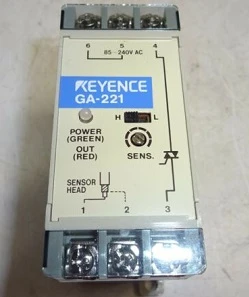 6 5 4
85-240V AC
KEYENCE
GA-221
H L
POWER
(GREEN)
OUT
(RED)
SENS.
SENSOR
HEAD
1 2 3